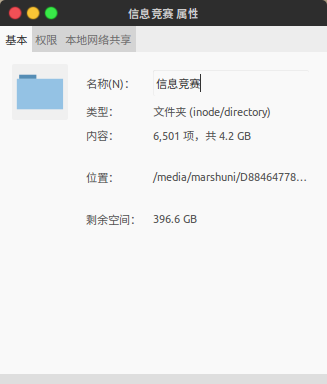 信息竞赛 属性
基本 权限 本地网络共享
名称(N)： 信息竞赛
类型： 文件夹 (inode/directory)
内容： 6,501 项，共 4.2 GB
位置： /media/marshuni/D88464778…
剩余空间： 396.6 GB